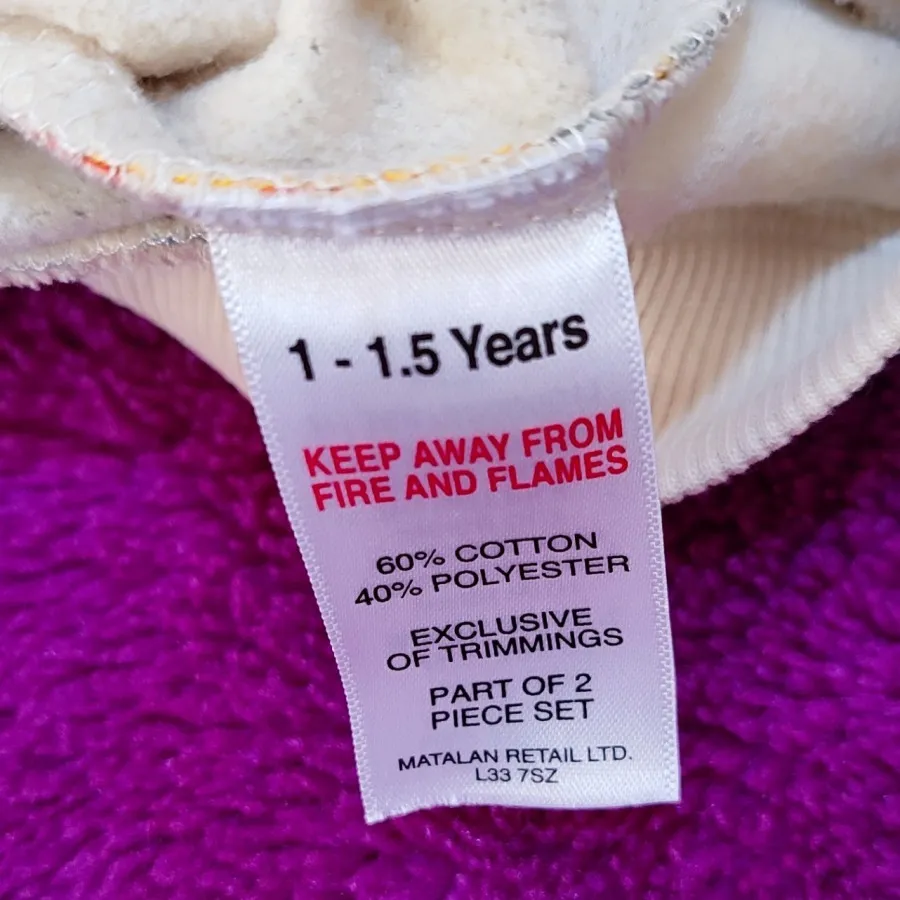 1 - 1.5 Years
KEEP AWAY FROM
FIRE AND FLAMES
60% COTTON
40% POLYESTER
EXCLUSIVE
OF TRIMMINGS
PART OF 2
PIECE SET
MATALAN RETAIL LTD.
L33 7SZ